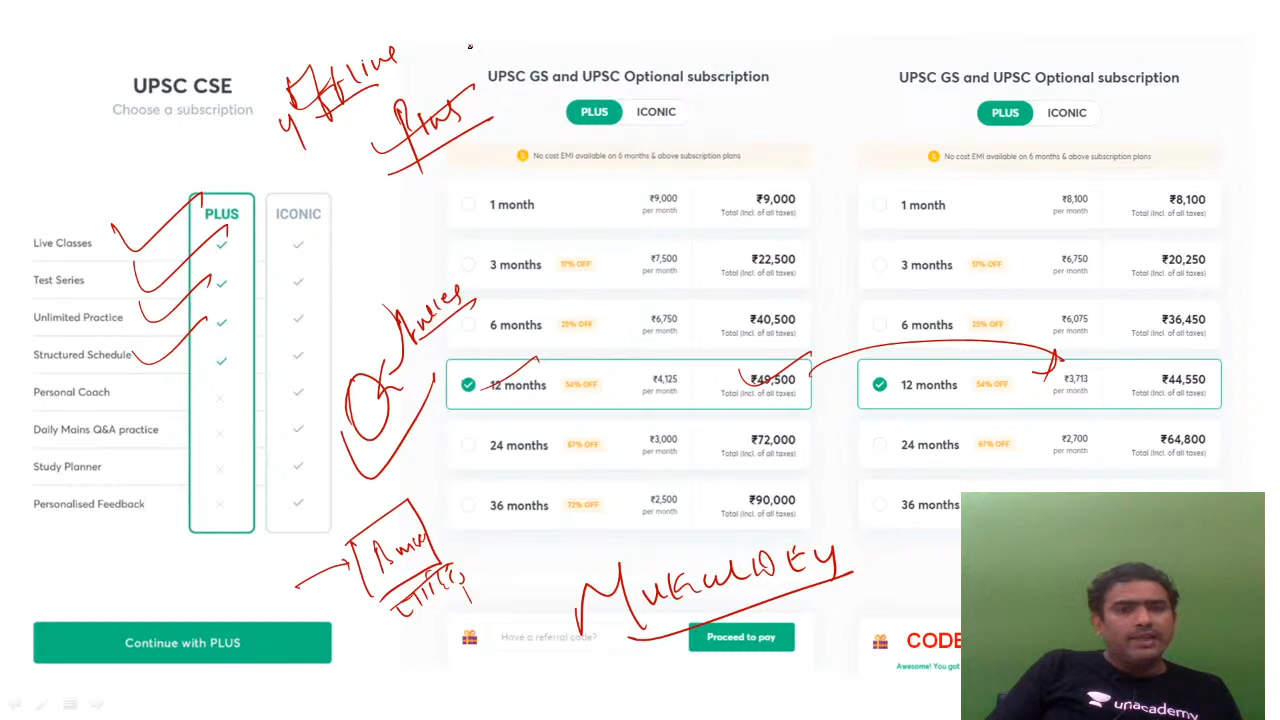 UPSC CSE
Choose a subscription
PLUS
ICONIC
Live Classes
Test Series
Unlimited Practice
Structured Schedule
Personal Coach
Daily Mains Q&A practice
Study Planner
Personalised Feedback
Continue with PLUS
offline
Plus
UPSC GS and UPSC Optional subscription
PLUS ICONIC
No cost EMI available on 6 months & above subscription plans
1 month ₹9,000 per month ₹9,000 Total (Incl. of all taxes)
3 months 17% OFF ₹7,500 per month ₹22,500 Total (Incl. of all taxes)
6 months 25% OFF ₹6,750 per month ₹40,500 Total (Incl. of all taxes)
12 months 54% OFF ₹4,125 per month ₹49,500 Total (Incl. of all taxes)
24 months 67% OFF ₹3,000 per month ₹72,000 Total (Incl. of all taxes)
36 months 72% OFF ₹2,500 per month ₹90,000 Total (Incl. of all taxes)
Have a referral code?
Proceed to pay
UPSC GS and UPSC Optional subscription
PLUS ICONIC
No cost EMI available on 6 months & above subscription plans
1 month ₹8,100 per month ₹8,100 Total (Incl. of all taxes)
3 months 17% OFF ₹6,750 per month ₹20,250 Total (Incl. of all taxes)
6 months 25% OFF ₹6,075 per month ₹36,450 Total (Incl. of all taxes)
12 months 54% OFF ₹3,713 per month ₹44,550 Total (Incl. of all taxes)
24 months 67% OFF ₹2,700 per month ₹64,800 Total (Incl. of all taxes)
36 months
CODE
Awesome! You got
unacademy